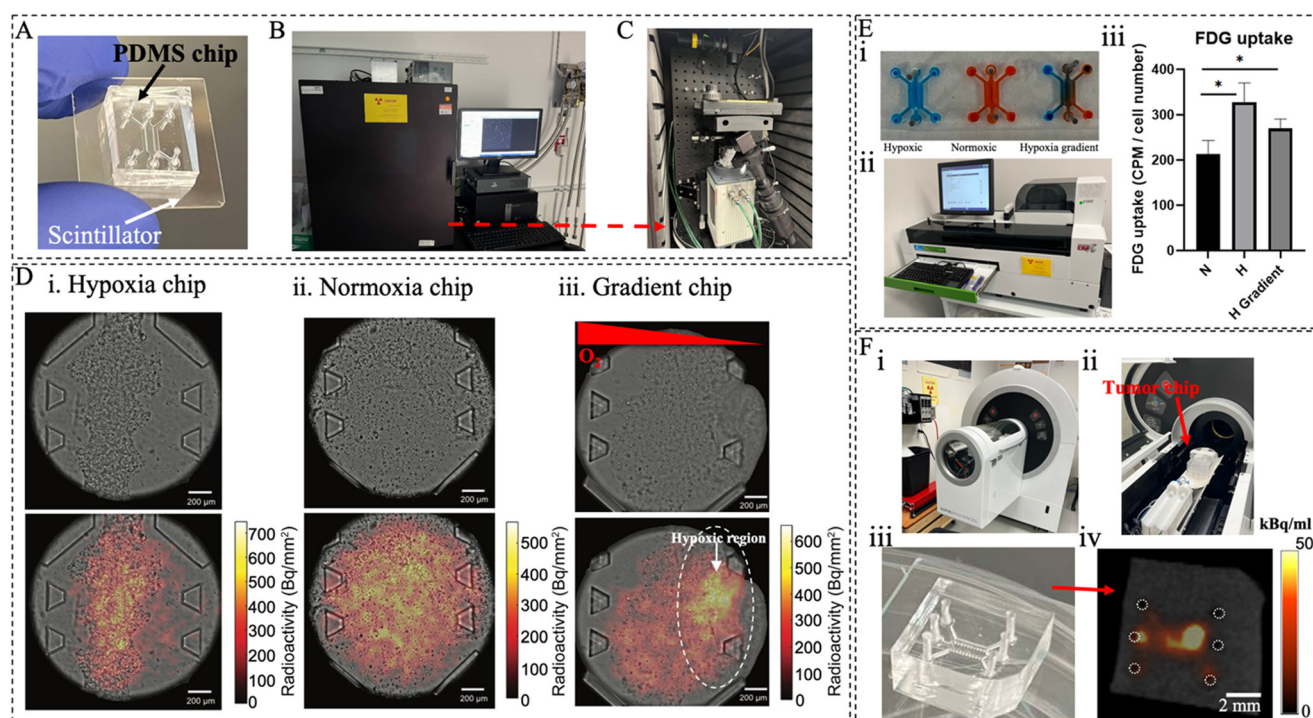 A
PDMS chip
Scintillator
B
C
D
i. Hypoxia chip
ii. Normoxia chip
iii. Gradient chip
O₂
200 μm
200 μm
200 μm
Hypoxic region
700
600
500
400
300
200
100
0
Radioactivity (Bq/mm²)
500
400
300
200
100
0
Radioactivity (Bq/mm²)
600
500
400
300
200
100
0
Radioactivity (Bq/mm²)
200 μm
200 μm
200 μm
E
i
Hypoxic
Normoxic
Hypoxia gradient
ii
iii
FDG uptake
FDG uptake (CPM / cell number)
400
300
200
100
0
*
*
N
H
H Gradient
F
i
ii
Tumor chip
iii
iv
kBq/ml
50
0
2 mm